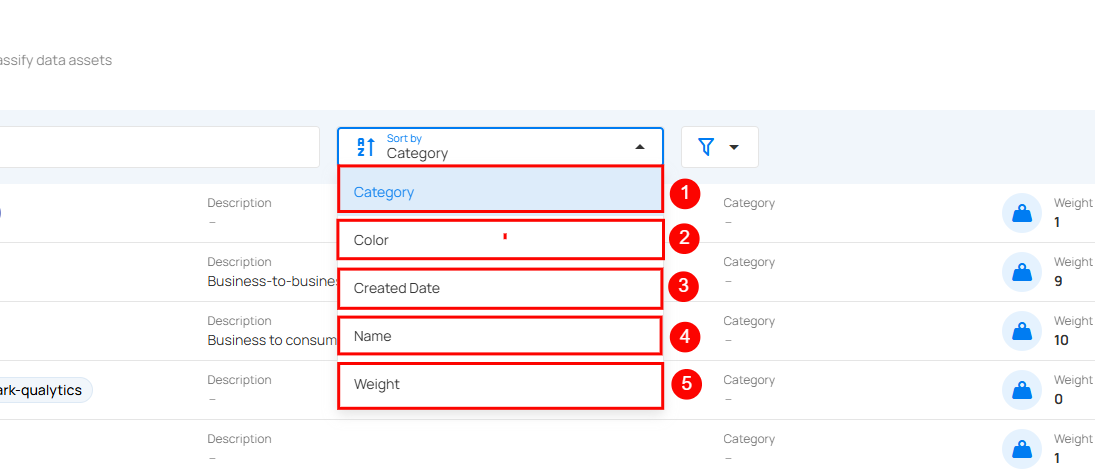 assify data assets
Sort by
Category
Category 1
Color 2
Created Date 3
Name 4
Weight 5
Description Category Weight
– – 1
Description Category Weight
Business-to-busine – 9
Description Category Weight
Business to consum – 10
ark-qualytics Description Category Weight
– – 0
Description Category Weight
– – 1